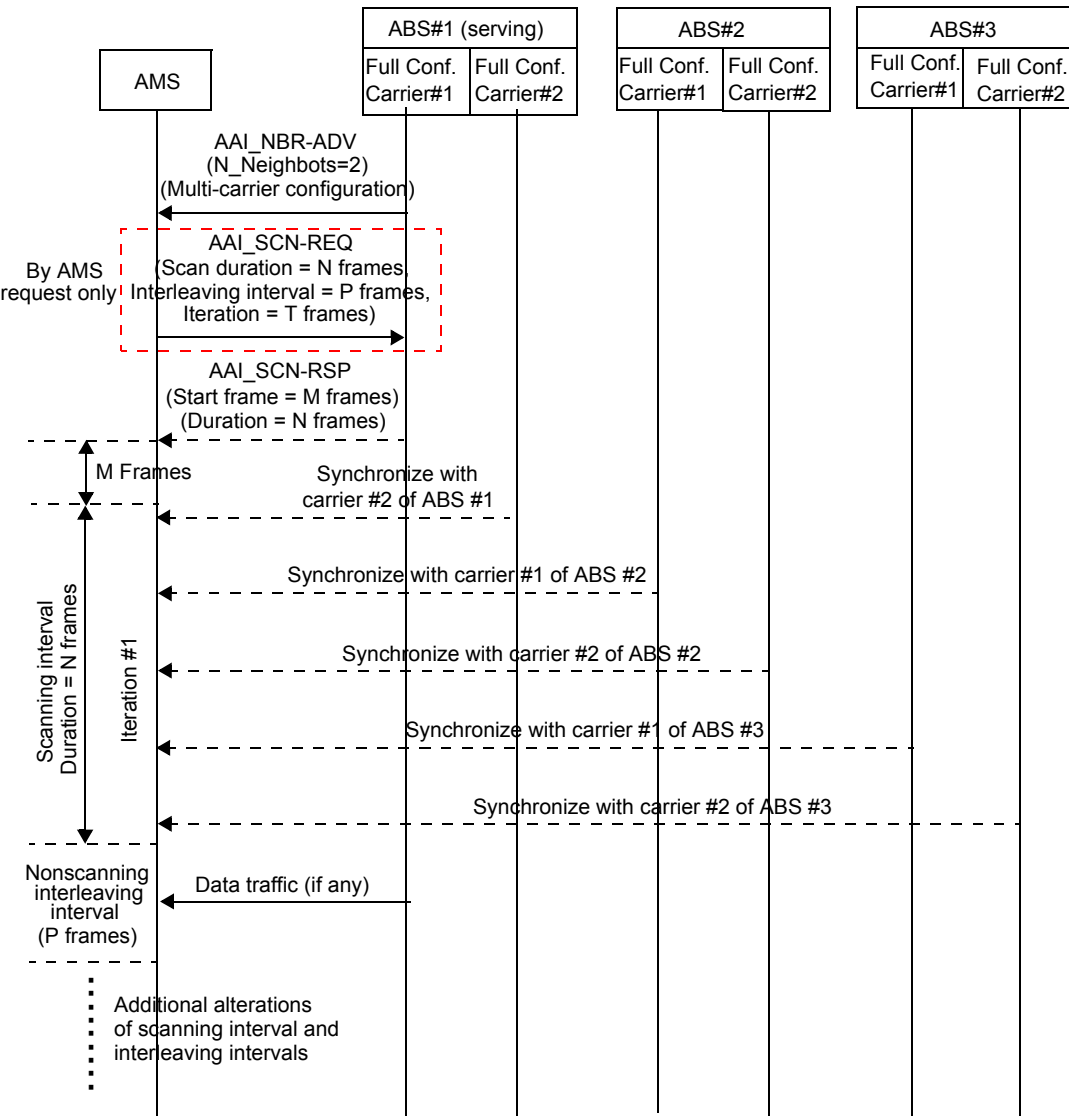 ABS#1 (serving)
ABS#2
ABS#3
AMS
Full Conf.
Carrier#1
Full Conf.
Carrier#2
Full Conf.
Carrier#1
Full Conf.
Carrier#2
Full Conf.
Carrier#1
Full Conf.
Carrier#2
AAI_NBR-ADV
(N_Neighbots=2)
(Multi-carrier configuration)
By AMS
request only
AAI_SCN-REQ
(Scan duration = N frames,
Interleaving interval = P frames,
Iteration = T frames)
AAI_SCN-RSP
(Start frame = M frames)
(Duration = N frames)
M Frames
Synchronize with
carrier #2 of ABS #1
Synchronize with carrier #1 of ABS #2
Scanning interval
Duration = N frames
Iteration #1
Synchronize with carrier #2 of ABS #2
Synchronize with carrier #1 of ABS #3
Synchronize with carrier #2 of ABS #3
Nonscanning
interleaving
interval
(P frames)
Data traffic (if any)
Additional alterations
of scanning interval and
interleaving intervals